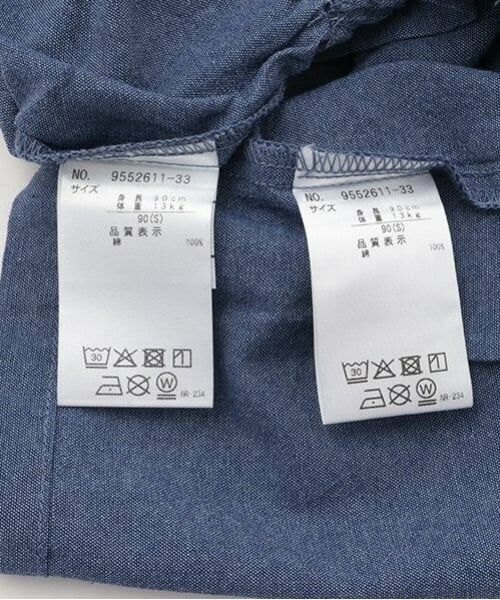 NO. 9552611-33
サイズ
身長 90cm
体重 13kg
90(S)
品質表示
綿 100%
30
W
NR-234
NO. 9552611-33
サイズ
身長 90cm
体重 13kg
90(S)
品質表示
綿 100%
30
W
NR-234